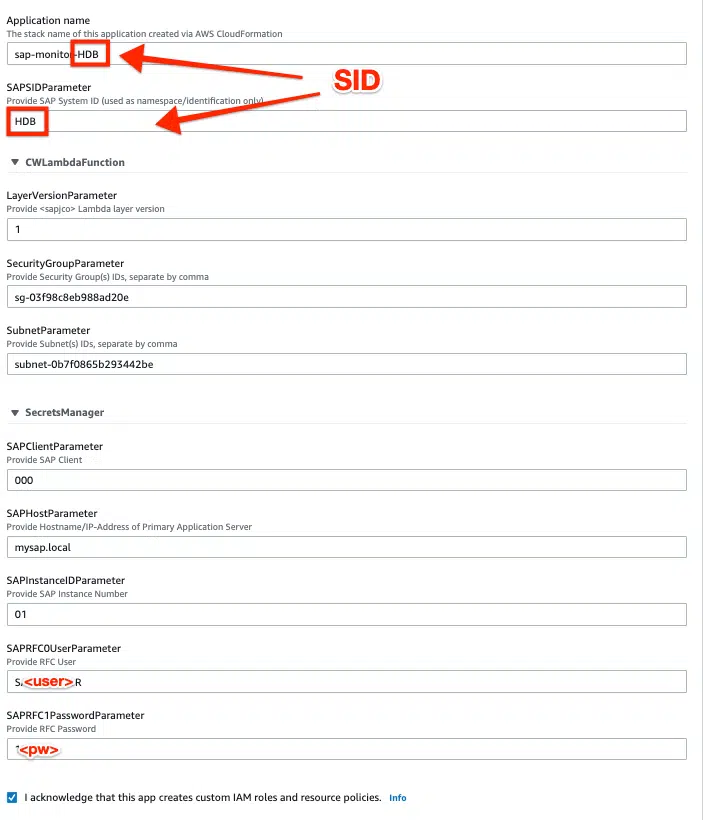 Application name
The stack name of this application created via AWS CloudFormation
sap-monitor-HDB
SID
SAPSIDParameter
Provide SAP System ID (used as namespace/identification only)
HDB
▼ CWLambdaFunction
LayerVersionParameter
Provide <sapjco> Lambda layer version
1
SecurityGroupParameter
Provide Security Group(s) IDs, separate by comma
sg-03f98c8eb988ad20e
SubnetParameter
Provide Subnet(s) IDs, separate by comma
subnet-0b7f0865b293442be
▼ SecretsManager
SAPClientParameter
Provide SAP Client
000
SAPHostParameter
Provide Hostname/IP-Address of Primary Application Server
mysap.local
SAPInstanceIDParameter
Provide SAP Instance Number
01
SAPRFC0UserParameter
Provide RFC User
<user>
SAPRFC1PasswordParameter
Provide RFC Password
<pw>
I acknowledge that this app creates custom IAM roles and resource policies. Info